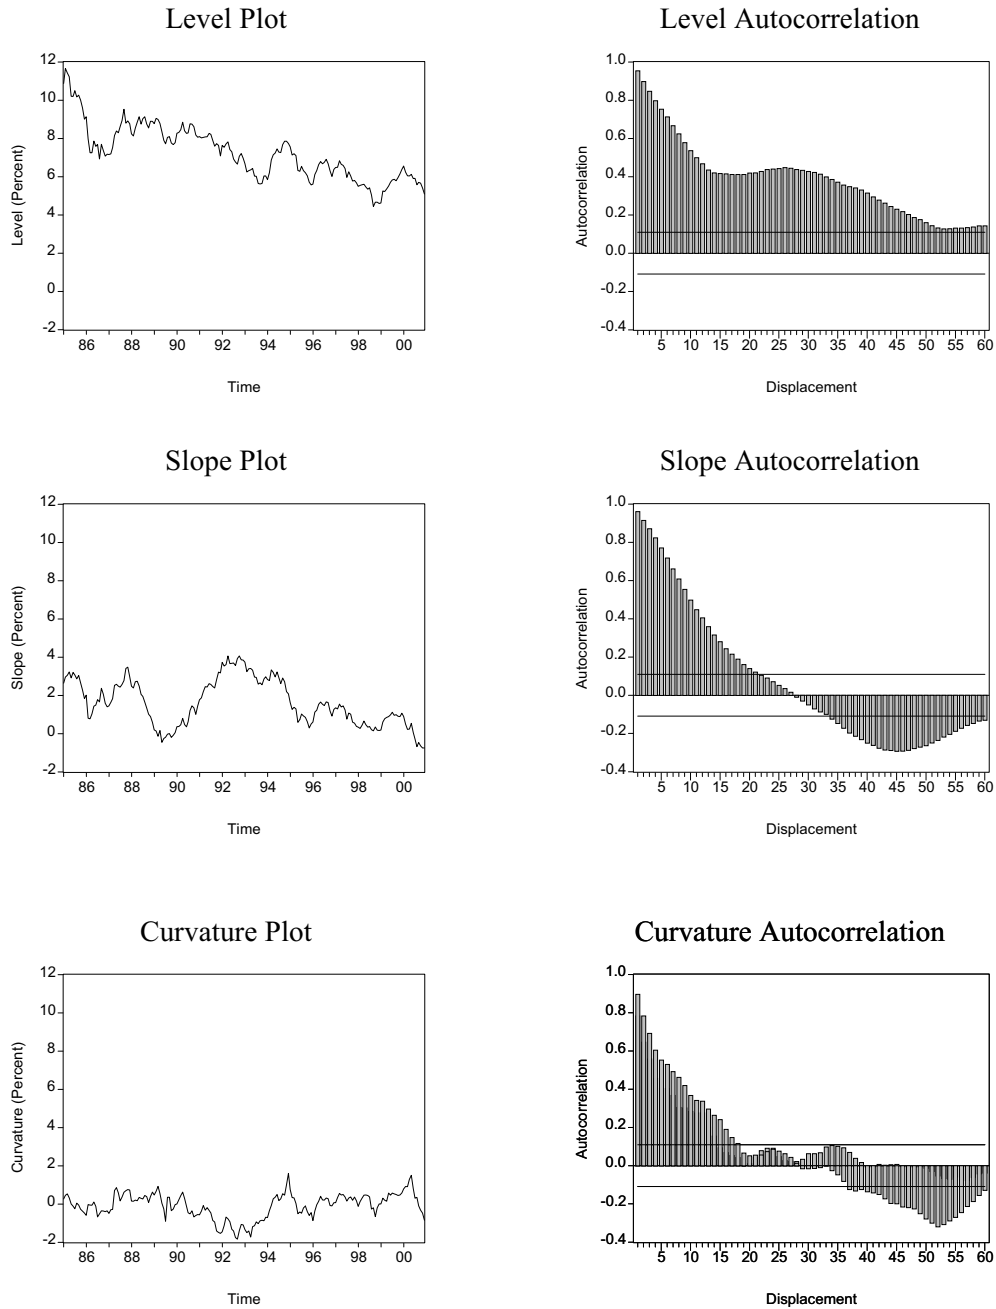 Level Plot
Level Autocorrelation
12
10
8
6
4
2
0
-2
Level (Percent)
86 88 90 92 94 96 98 00
Time
1.0
0.8
0.6
0.4
0.2
0.0
-0.2
-0.4
Autocorrelation
5 10 15 20 25 30 35 40 45 50 55 60
Displacement
Slope Plot
Slope Autocorrelation
12
10
8
6
4
2
0
-2
Slope (Percent)
86 88 90 92 94 96 98 00
Time
1.0
0.8
0.6
0.4
0.2
0.0
-0.2
-0.4
Autocorrelation
5 10 15 20 25 30 35 40 45 50 55 60
Displacement
Curvature Plot
Curvature Autocorrelation
12
10
8
6
4
2
0
-2
Curvature (Percent)
86 88 90 92 94 96 98 00
Time
1.0
0.8
0.6
0.4
0.2
0.0
-0.2
-0.4
Autocorrelation
5 10 15 20 25 30 35 40 45 50 55 60
Displacement